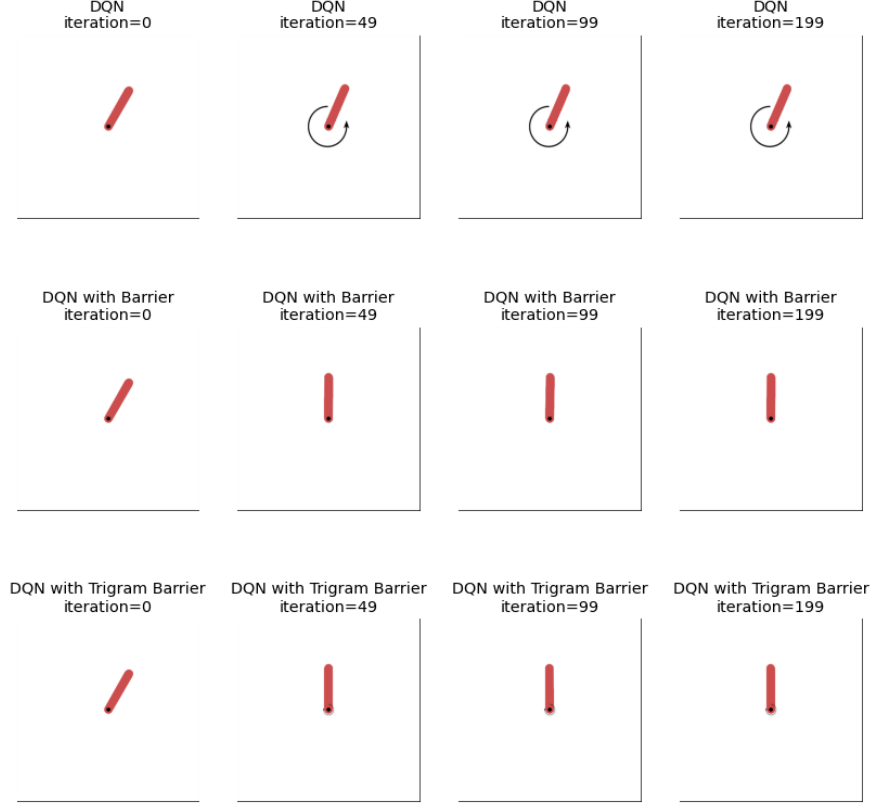 DQN
iteration=0
DQN
iteration=49
DQN
iteration=99
DQN
iteration=199
DQN with Barrier
iteration=0
DQN with Barrier
iteration=49
DQN with Barrier
iteration=99
DQN with Barrier
iteration=199
DQN with Trigram Barrier
iteration=0
DQN with Trigram Barrier
iteration=49
DQN with Trigram Barrier
iteration=99
DQN with Trigram Barrier
iteration=199